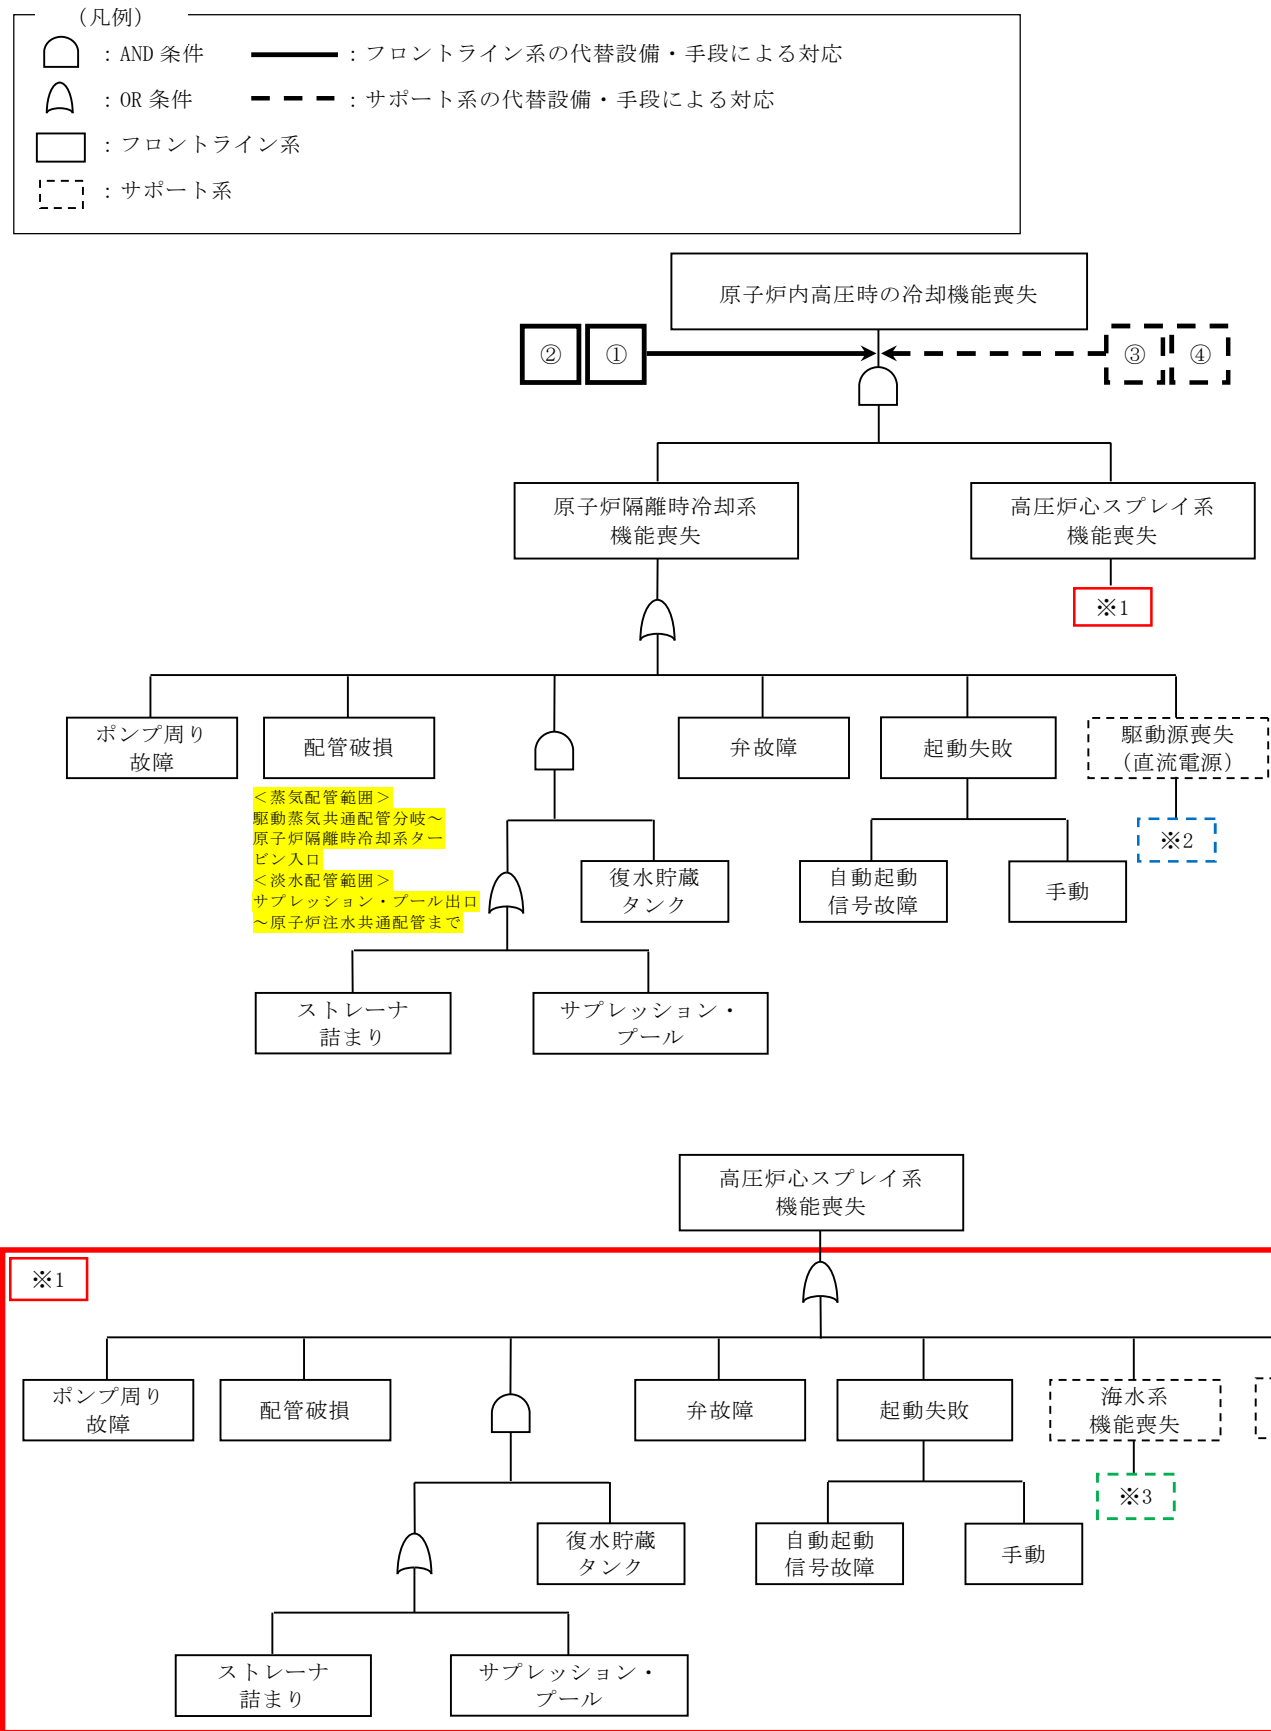 （凡例）
：AND 条件
：フロントライン系の代替設備・手段による対応
：OR 条件
：サポート系の代替設備・手段による対応
：フロントライン系
：サポート系
原子炉内高圧時の冷却機能喪失
②
①
③
④
原子炉隔離時冷却系
機能喪失
高圧炉心スプレイ系
機能喪失
※1
ポンプ周り
故障
配管破損
弁故障
起動失敗
駆動源喪失
（直流電源）
＜蒸気配管範囲＞
駆動蒸気共通配管分岐～
原子炉隔離時冷却系ター
ビン入口
＜淡水配管範囲＞
サプレッション・プール出口
～原子炉注水共通配管まで
※2
復水貯蔵
タンク
自動起動
信号故障
手動
ストレーナ
詰まり
サプレッション・
プール
高圧炉心スプレイ系
機能喪失
※1
ポンプ周り
故障
配管破損
弁故障
起動失敗
海水系
機能喪失
※3
復水貯蔵
タンク
自動起動
信号故障
手動
ストレーナ
詰まり
サプレッション・
プール